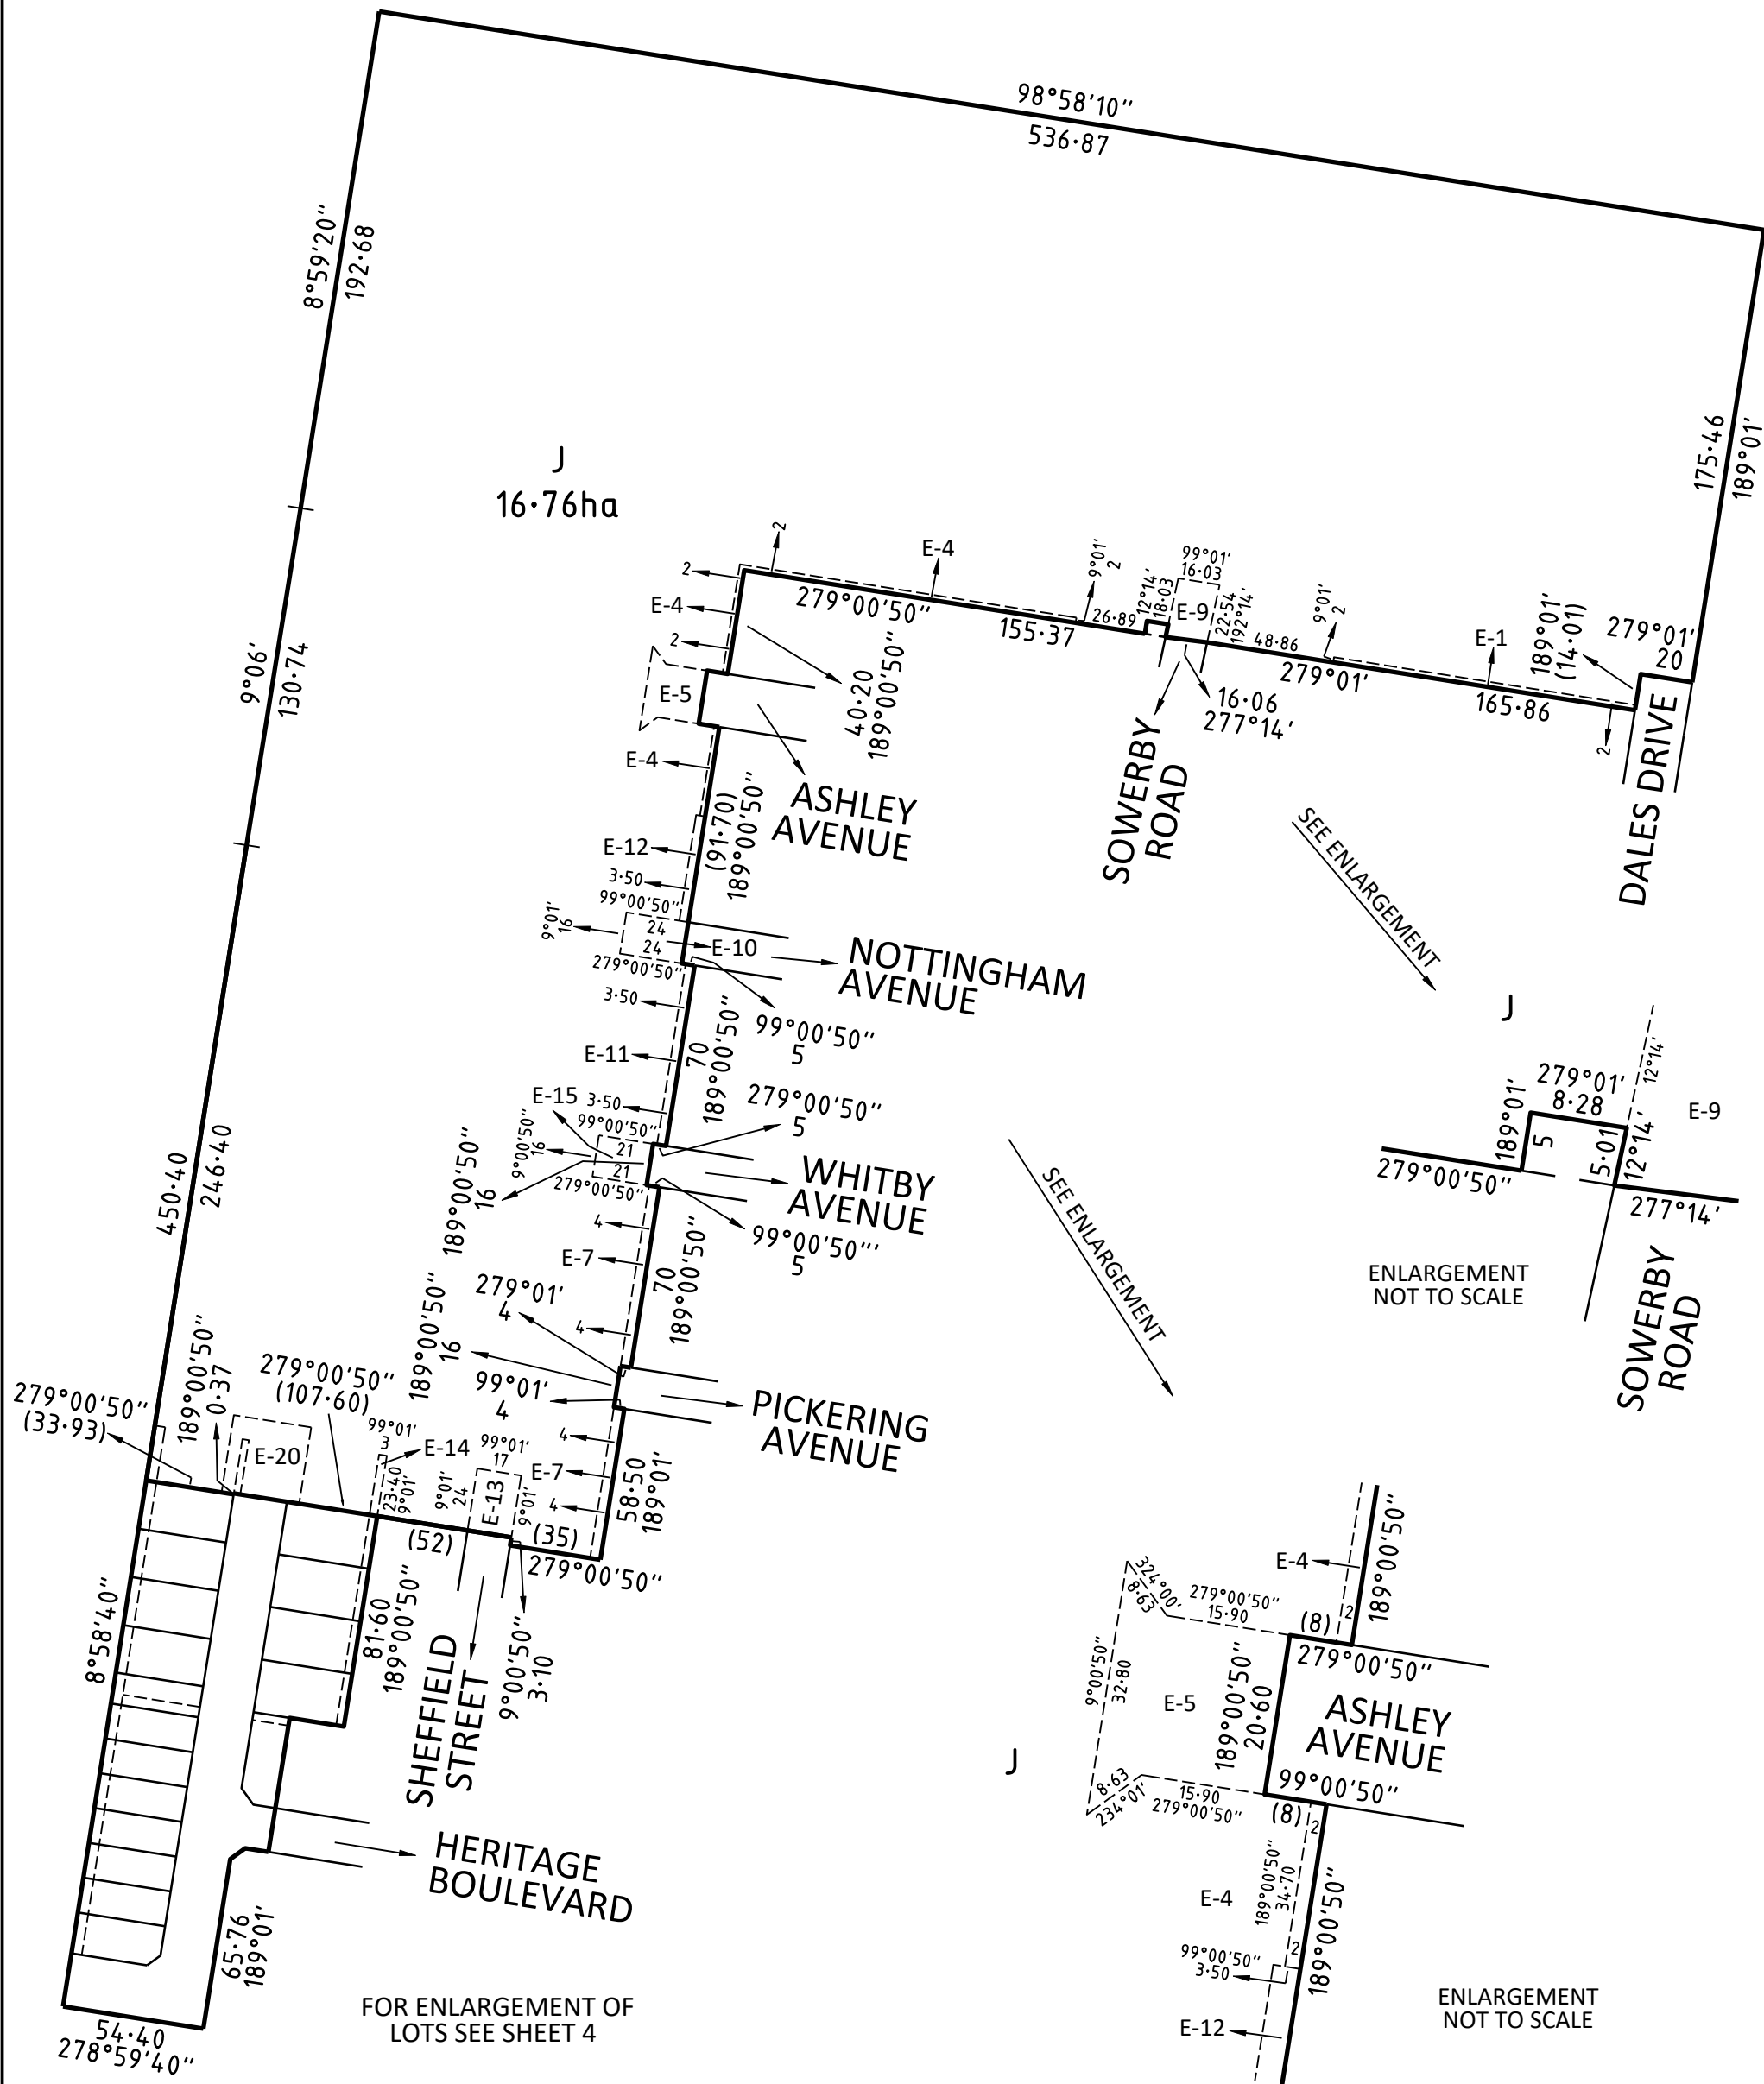 98°58'10"
536·87
8°59'20"
192·68
175·46
189°01'
J
16·76ha
9°06'
130·74
2
2
E-4
E-4
2
279°00'50"
155·37
9°01'
2
26·89
12°14'
18·03
99°01'
16·03
E-9
22·54
192°14'
48·86
9°01'
2
279°01'
E-1
165·86
189°01'
(14·01)
279°01'
20
2
16·06
277°14'
E-5
40·20
189°00'50"
E-4
ASHLEY
AVENUE
SOWERBY
ROAD
DALES DRIVE
SEE ENLARGEMENT
(91·70)
189°00'50"
E-12
3·50
99°00'50"
9°01'
16
24
24
E-10
279°00'50"
NOTTINGHAM
AVENUE
3·50
99°00'50"
5
E-11
70
189°00'50"
E-15
3·50
99°00'50"
279°00'50"
5
9°00'50"
16
21
21
279°00'50"
WHITBY
AVENUE
189°00'50"
16
4
99°00'50"'
5
E-7
70
189°00'50"
450·40
246·40
279°01'
4
4
189°00'50"
16
99°01'
4
PICKERING
AVENUE
SEE ENLARGEMENT
J
12°14'
279°01'
8·28
E-9
189°01'
5
5·01
12°14'
279°00'50"
277°14'
ENLARGEMENT
NOT TO SCALE
SOWERBY
ROAD
279°00'50"
(33·93)
189°00'50"
0·37
279°00'50"
(107·60)
E-20
99°01'
3
E-14
23·40
9°01'
99°01'
17
9°01'
24
E-13
9°01'
4
E-7
4
58·50
189°01'
(52)
(35)
279°00'50"
8°58'40"
81·60
189°00'50"
SHEFFIELD
STREET
9°00'50"
3·10
HERITAGE
BOULEVARD
65·76
189°01'
54·40
278°59'40"
FOR ENLARGEMENT OF
LOTS SEE SHEET 4
E-4
189°00'50"
324°00'
8·63
279°00'50"
15·90
(8)
2
279°00'50"
9°00'50"
32·80
E-5
189°00'50"
20·60
ASHLEY
AVENUE
J
8·63
234°01'
15·90
279°00'50"
99°00'50"
(8)
2
E-4
189°00'50"
34·70
189°00'50"
99°00'50"
3·50
2
E-12
ENLARGEMENT
NOT TO SCALE